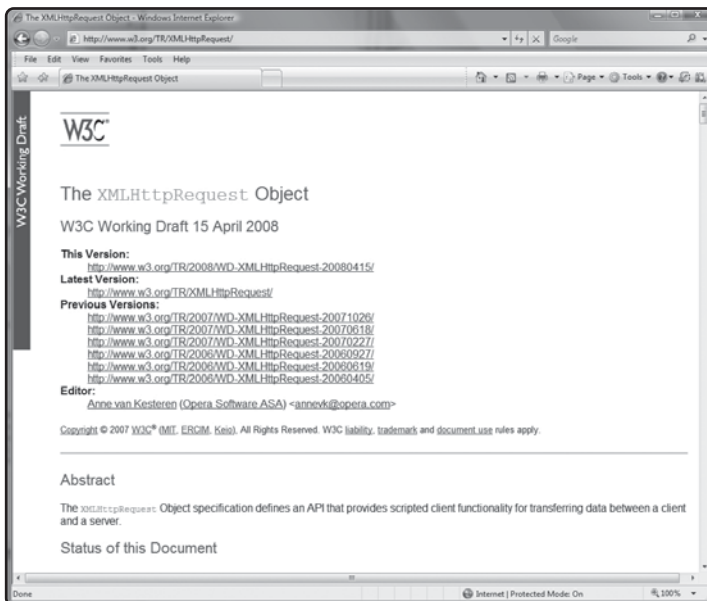 The XMLHttpRequest Object - Windows Internet Explorer
http://www.w3.org/TR/XMLHttpRequest/
Google
File Edit View Favorites Tools Help
The XMLHttpRequest Object
Page Tools
W3C Working Draft
W3C®
The XMLHttpRequest Object
W3C Working Draft 15 April 2008
This Version:
http://www.w3.org/TR/2008/WD-XMLHttpRequest-20080415/
Latest Version:
http://www.w3.org/TR/XMLHttpRequest/
Previous Versions:
http://www.w3.org/TR/2007/WD-XMLHttpRequest-20071026/
http://www.w3.org/TR/2007/WD-XMLHttpRequest-20070618/
http://www.w3.org/TR/2007/WD-XMLHttpRequest-20070227/
http://www.w3.org/TR/2006/WD-XMLHttpRequest-20060927/
http://www.w3.org/TR/2006/WD-XMLHttpRequest-20060619/
http://www.w3.org/TR/2006/WD-XMLHttpRequest-20060405/
Editor:
Anne van Kesteren (Opera Software ASA) <annevk@opera.com>
Copyright © 2007 W3C® (MIT, ERCIM, Keio), All Rights Reserved. W3C liability, trademark and document use rules apply.
Abstract
The XMLHttpRequest Object specification defines an API that provides scripted client functionality for transferring data between a client
and a server.
Status of this Document
Done
Internet | Protected Mode: On
100%